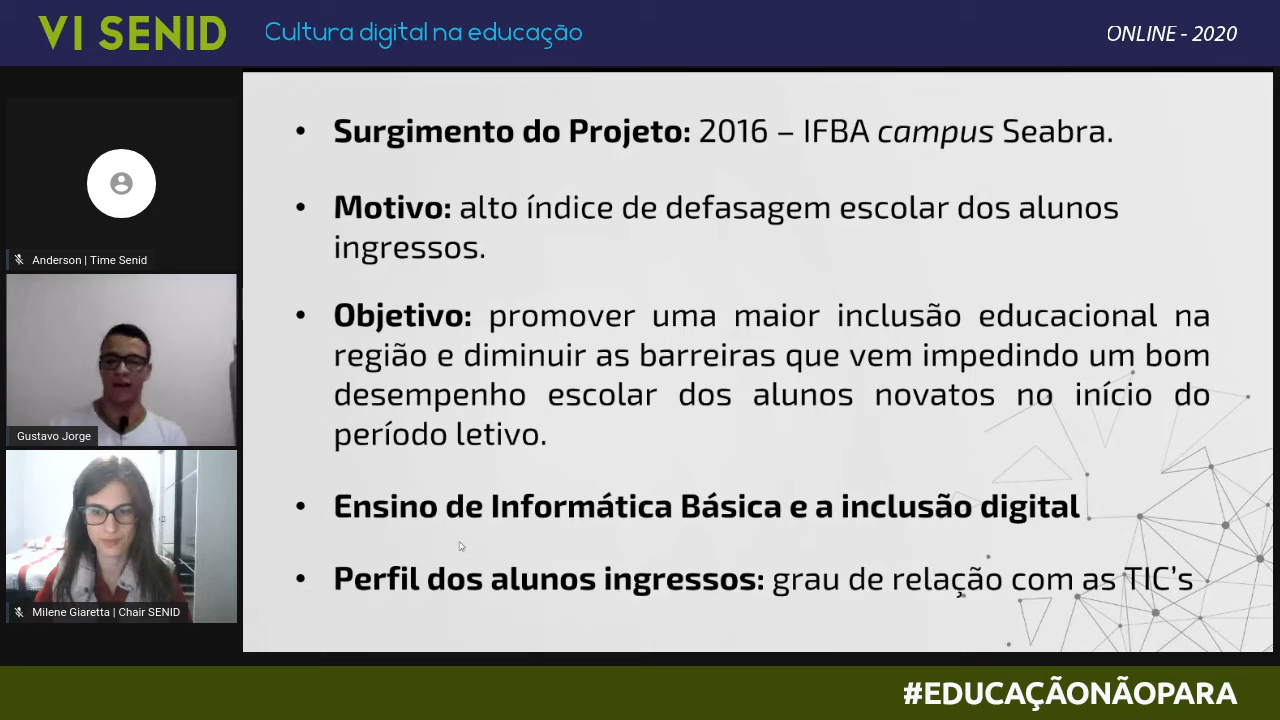 VI SENID
Cultura digital na educação
ONLINE - 2020
• Surgimento do Projeto: 2016 – IFBA campus Seabra.
• Motivo: alto índice de defasagem escolar dos alunos
ingressos.
• Objetivo: promover uma maior inclusão educacional na
região e diminuir as barreiras que vem impedindo um bom
desempenho escolar dos alunos novatos no início do
período letivo.
• Ensino de Informática Básica e a inclusão digital
• Perfil dos alunos ingressos: grau de relação com as TIC's
Anderson | Time Senid
Gustavo Jorge
Milene Giaretta | Chair SENID
#EDUCAÇÃONÃOPARA